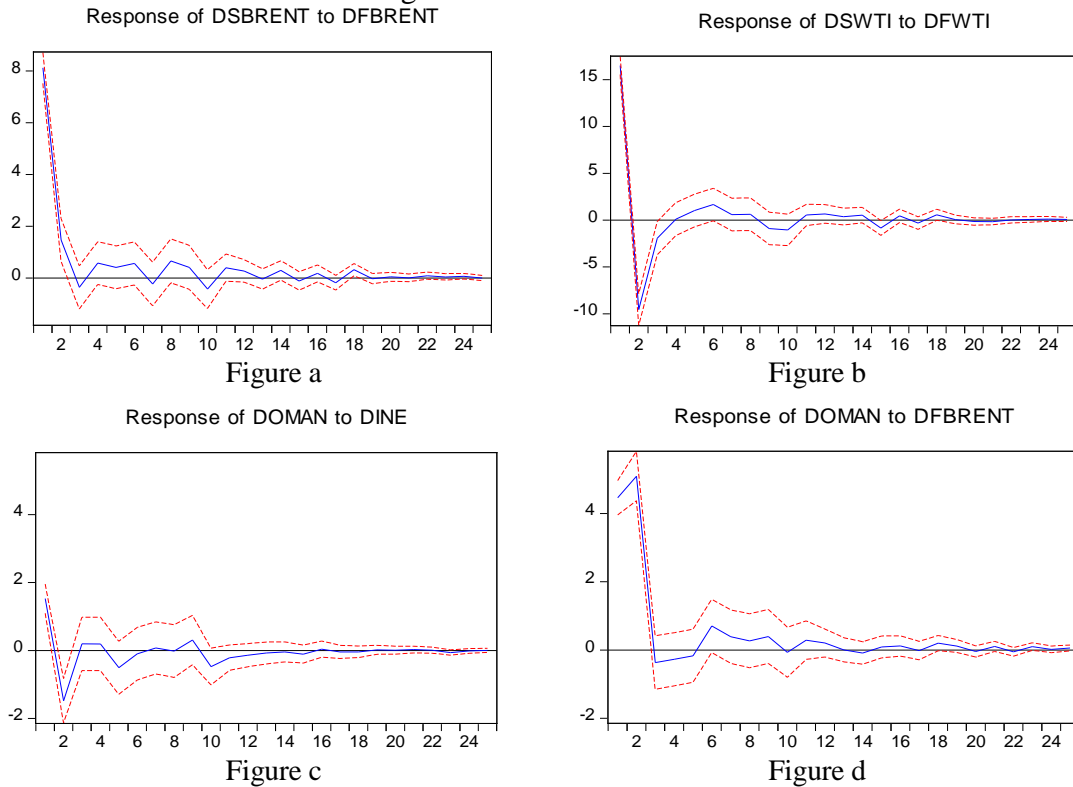 Response of DSBRENT to DFBRENT
Response of DSWTI to DFWTI
8
6
4
2
0
2 4 6 8 10 12 14 16 18 20 22 24
Figure a
15
10
5
0
-5
-10
2 4 6 8 10 12 14 16 18 20 22 24
Figure b
Response of DOMAN to DINE
Response of DOMAN to DFBRENT
4
2
0
-2
2 4 6 8 10 12 14 16 18 20 22 24
Figure c
4
2
0
-2
2 4 6 8 10 12 14 16 18 20 22 24
Figure d